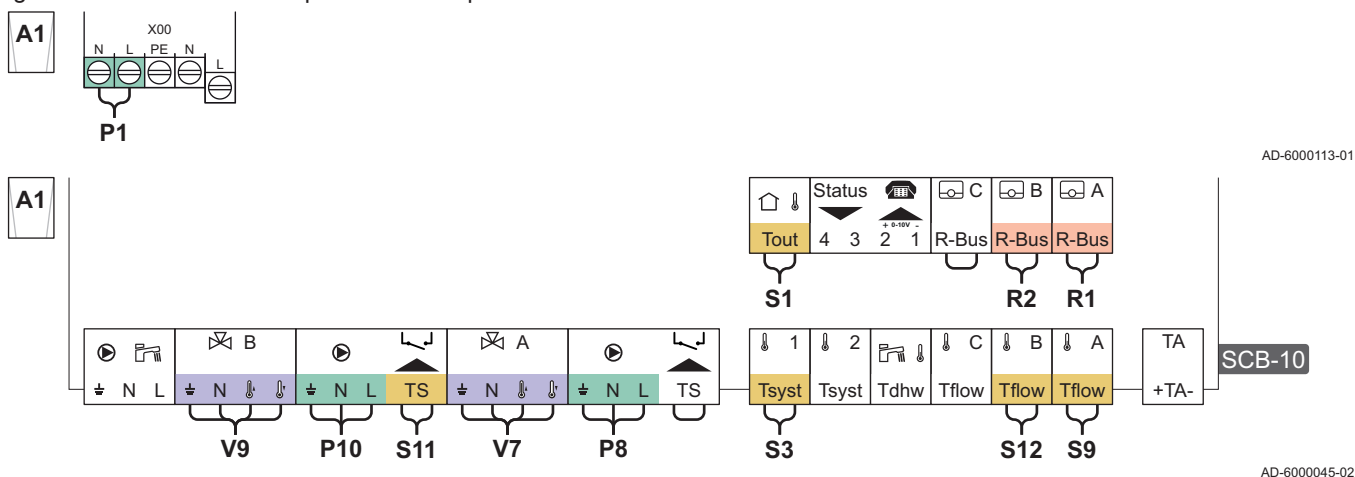 A1
X00
N L PE N
L
P1
AD-6000113-01
A1
Status C B A
+ 0-10V -
Tout 4 3 2 1 R-Bus R-Bus R-Bus
S1 R2 R1
B A 1 2 C B A TA
SCB-10
N L N N L TS N N L TS Tsyst Tsyst Tdhw Tflow Tflow Tflow +TA-
V9 P10 S11 V7 P8 S3 S12 S9
AD-6000045-02